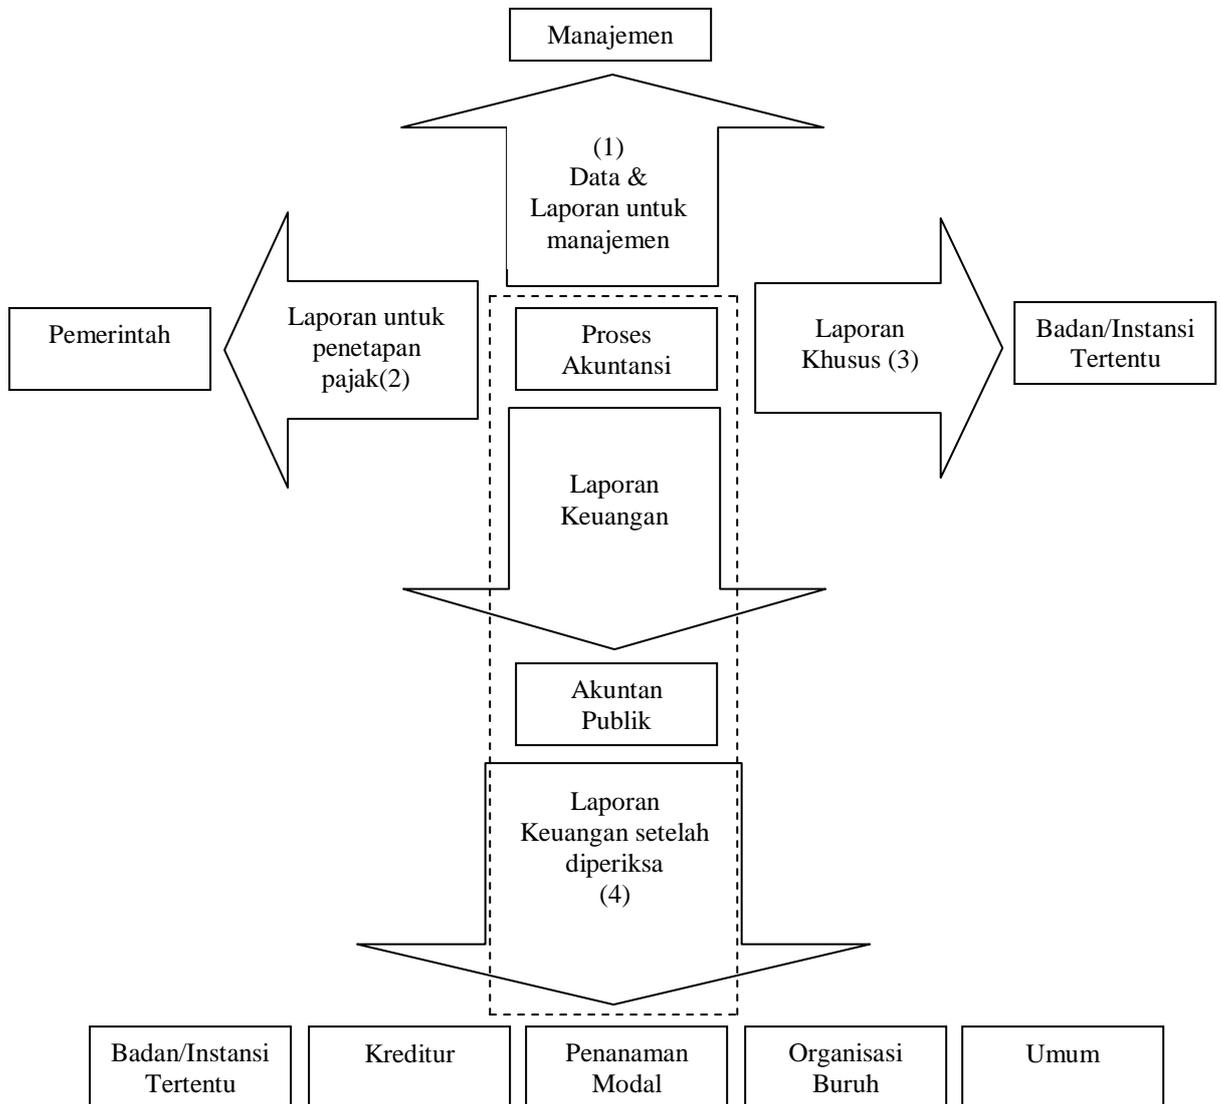 Manajemen
(1)
Data &
Laporan untuk
manajemen
Pemerintah
Laporan untuk
penetapan
pajak(2)
Proses
Akuntansi
Laporan
Khusus (3)
Badan/Instansi
Tertentu
Laporan
Keuangan
Akuntan
Publik
Laporan
Keuangan setelah
diperiksa
(4)
Badan/Instansi
Tertentu
Kreditur
Penanaman
Modal
Organisasi
Buruh
Umum